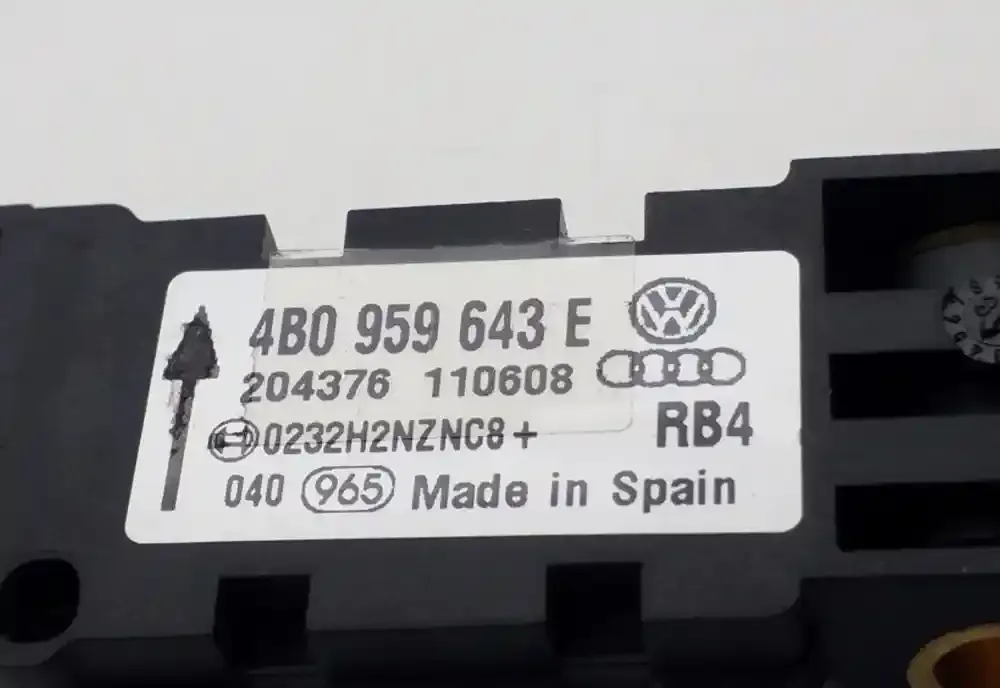 4B0 959 643 E
204376 110608
0232H2NZNC8+ RB4
040 965 Made in Spain